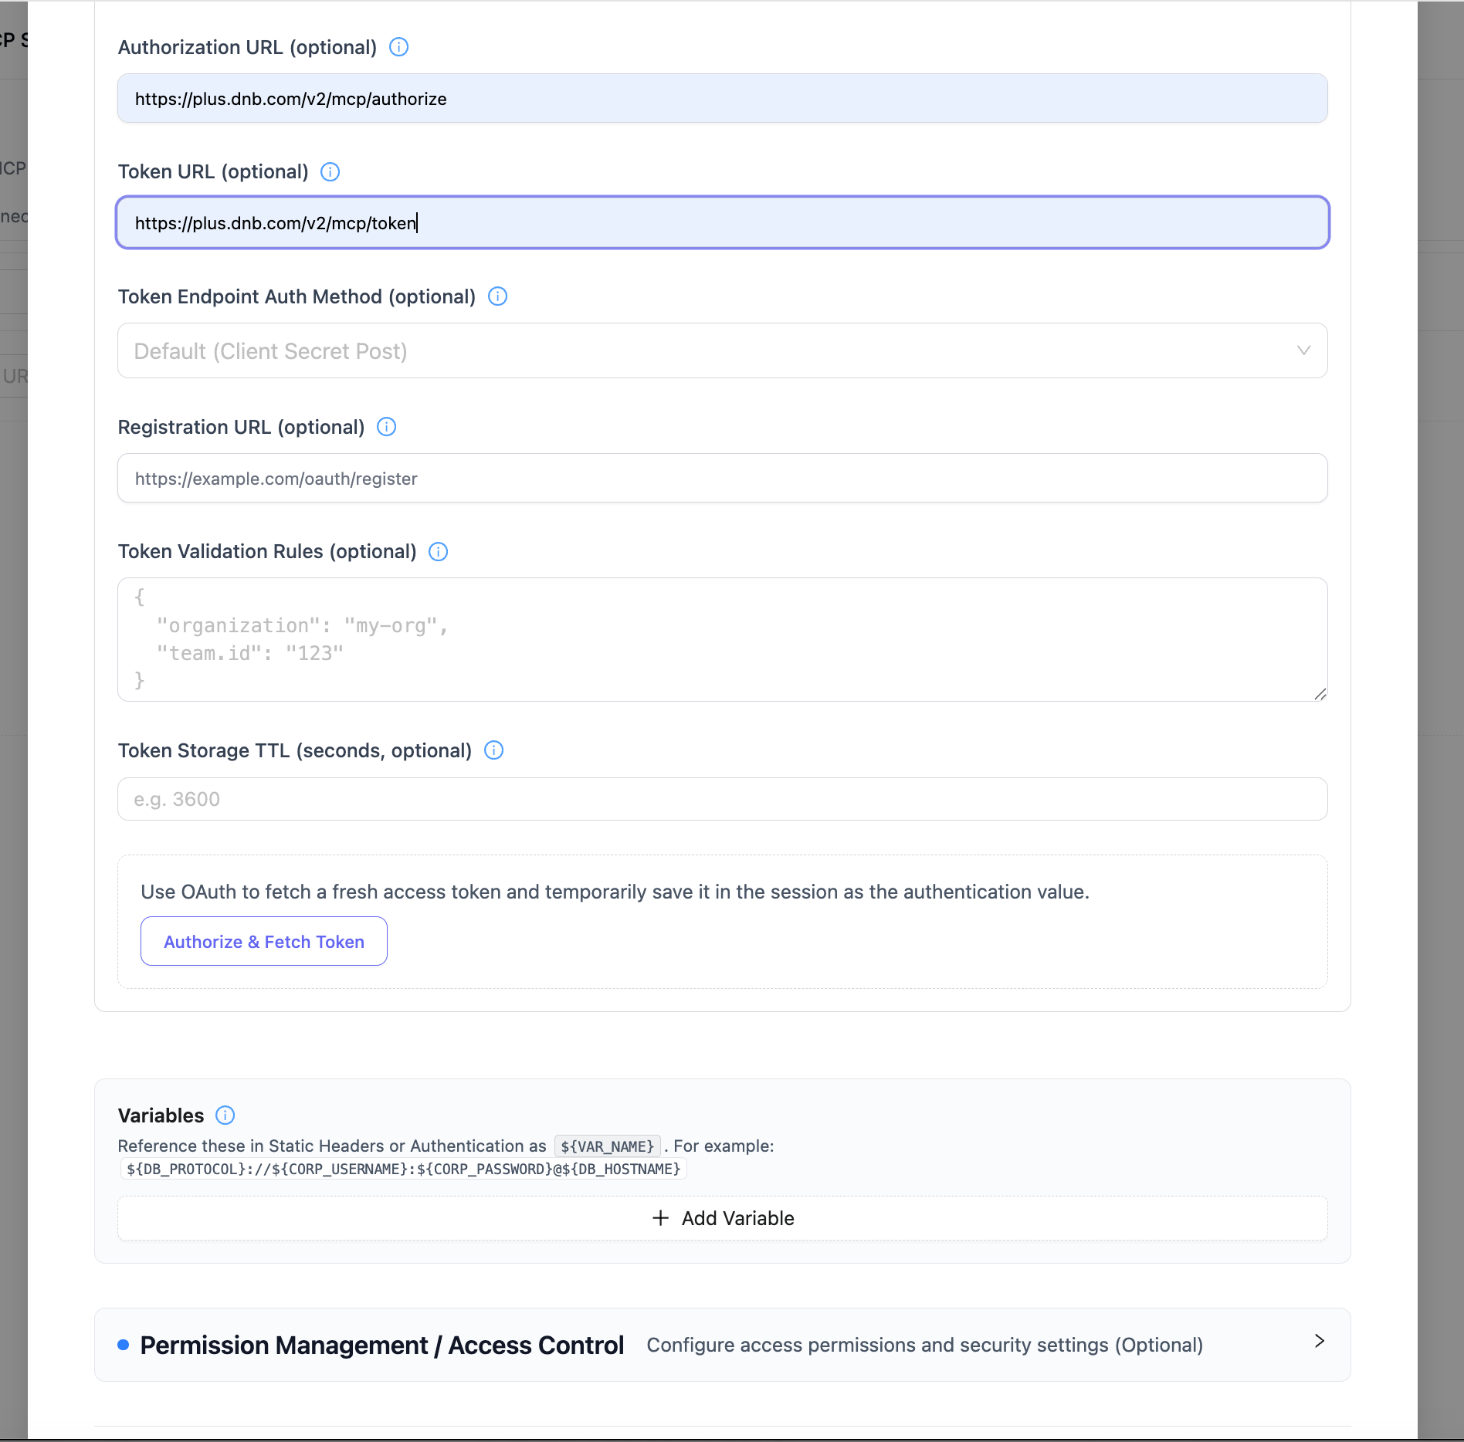 CP S
Authorization URL (optional)
https://plus.dnb.com/v2/mcp/authorize
MCP
Token URL (optional)
nec
https://plus.dnb.com/v2/mcp/token
Token Endpoint Auth Method (optional)
Default (Client Secret Post)
UR
Registration URL (optional)
https://example.com/oauth/register
Token Validation Rules (optional)
{
"organization": "my-org",
"team.id": "123"
}
Token Storage TTL (seconds, optional)
e.g. 3600
Use OAuth to fetch a fresh access token and temporarily save it in the session as the authentication value.
Authorize & Fetch Token
Variables
Reference these in Static Headers or Authentication as ${VAR_NAME} . For example:
${DB_PROTOCOL}://${CORP_USERNAME}:${CORP_PASSWORD}@${DB_HOSTNAME}
+ Add Variable
Permission Management / Access Control Configure access permissions and security settings (Optional)